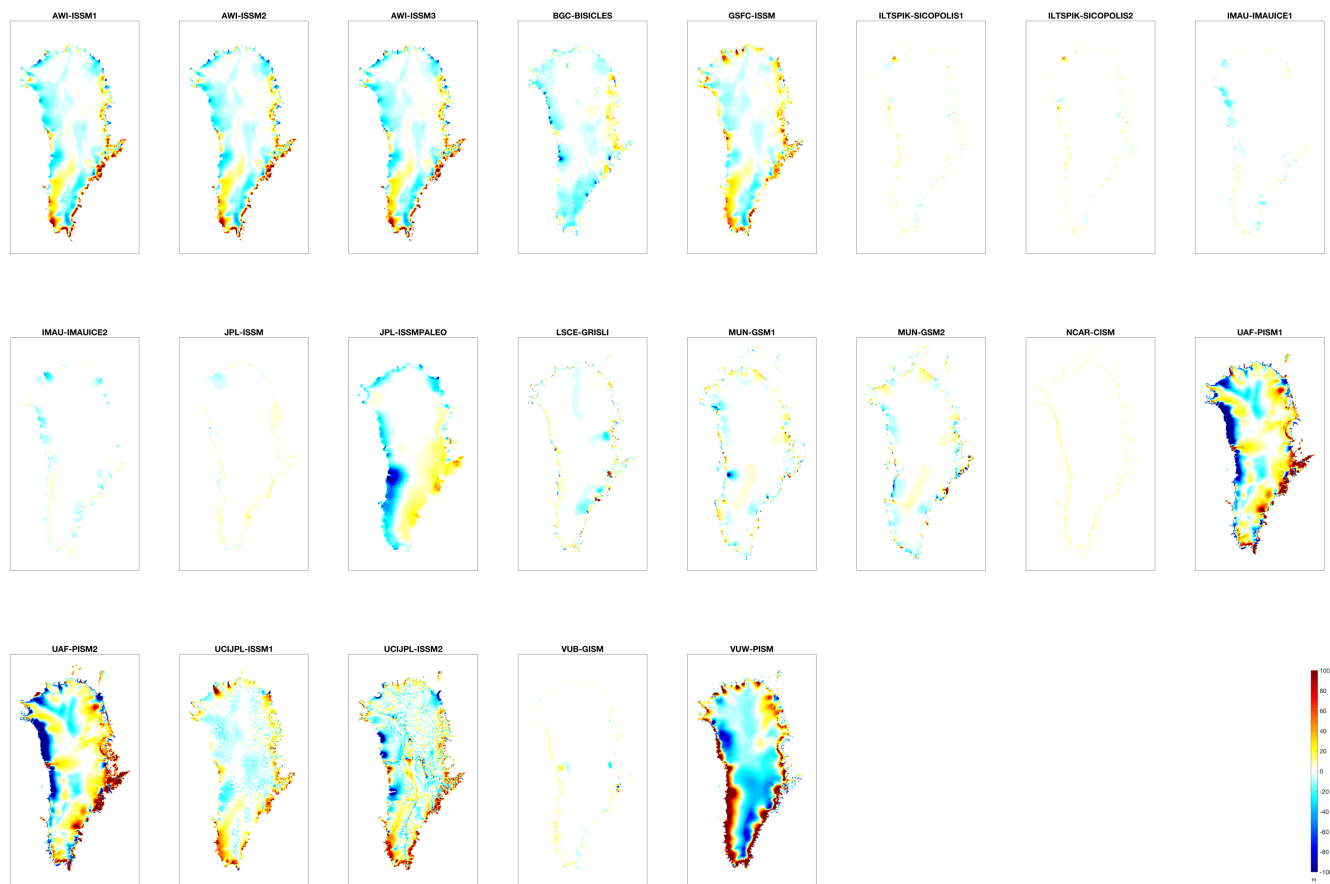 AWI-ISSM1
AWI-ISSM2
AWI-ISSM3
BGC-BISICLES
GSFC-ISSM
ILTSPIK-SICOPOLIS1
ILTSPIK-SICOPOLIS2
IMAU-IMAUICE1
IMAU-IMAUICE2
JPL-ISSM
JPL-ISSMPALEO
LSCE-GRISLI
MUN-GSM1
MUN-GSM2
NCAR-CISM
UAF-PISM1
UAF-PISM2
UCIJPL-ISSM1
UCIJPL-ISSM2
VUB-GISM
VUW-PISM
100
80
60
40
20
0
-20
-40
-60
-80
-100
m